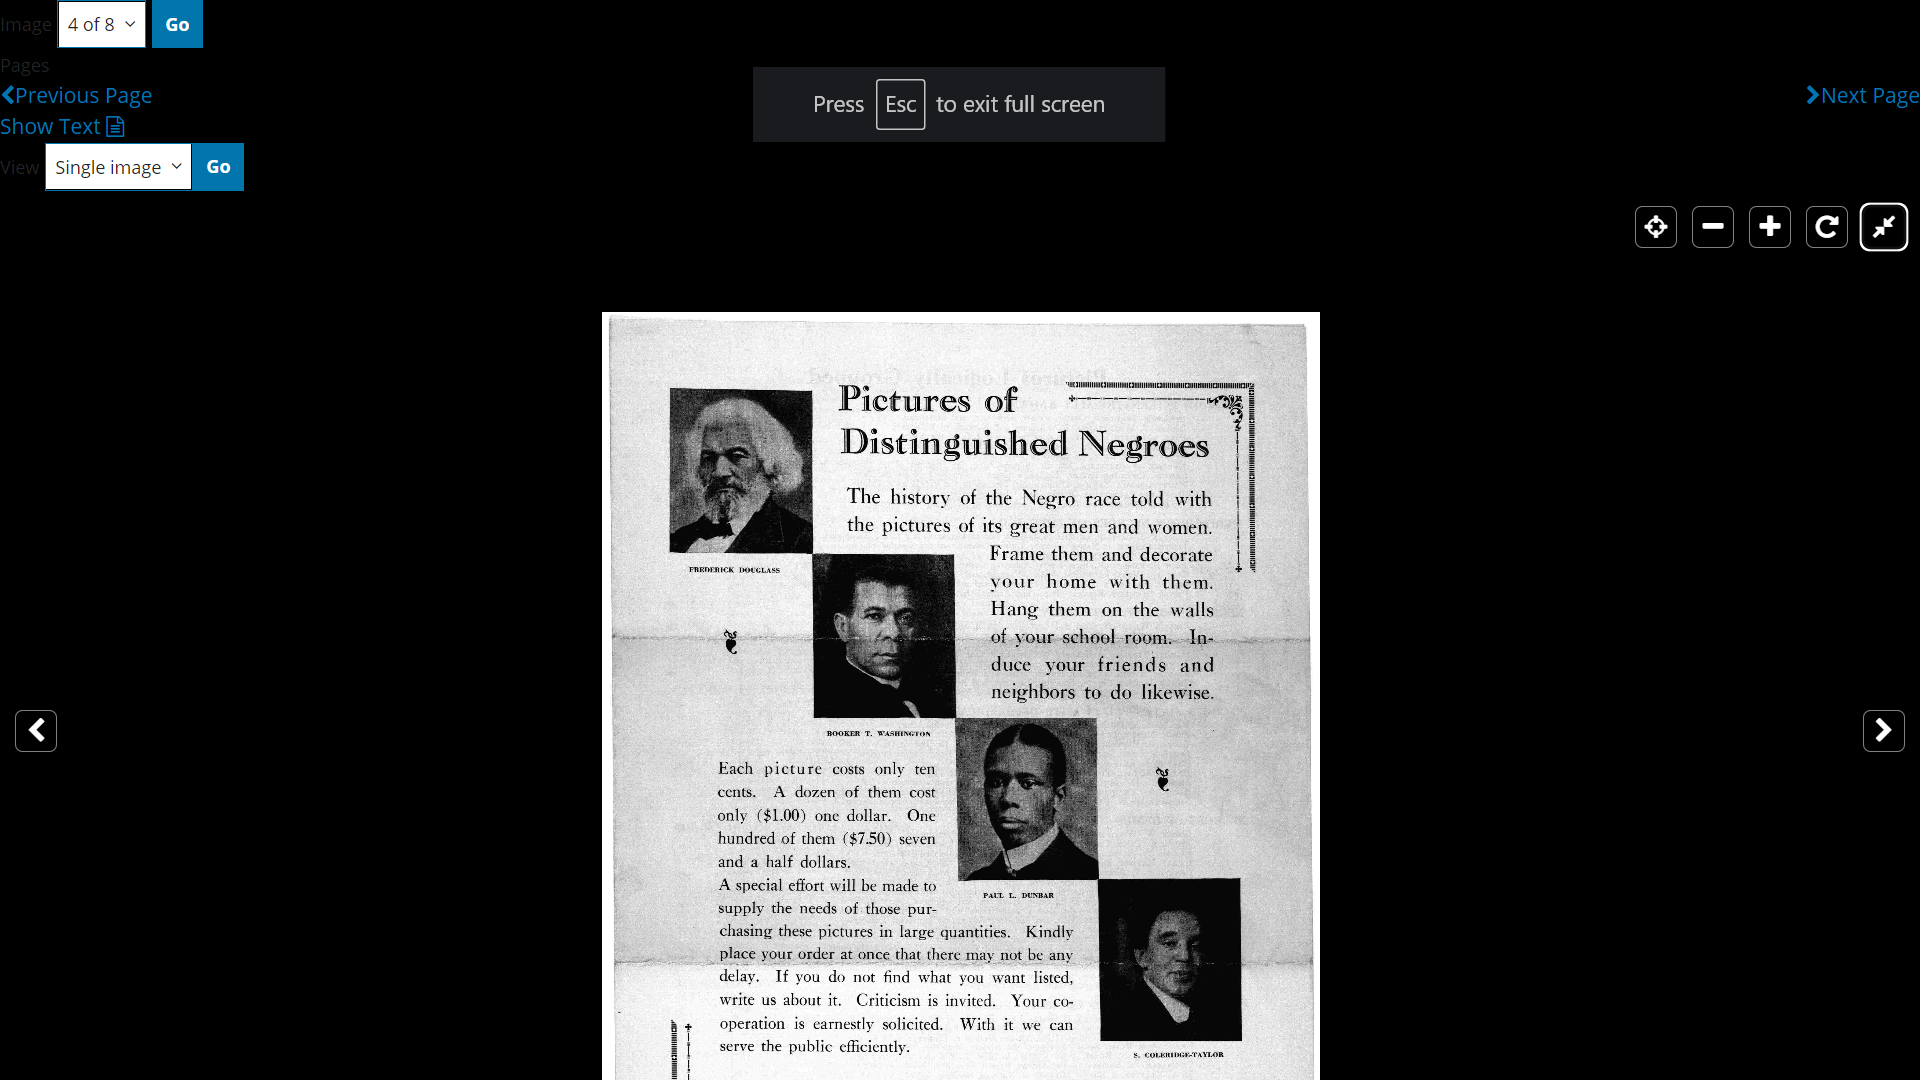 Image 4 of 8 Go
Pages
Previous Page
Next Page
Show Text
View Single image Go
Press Esc to exit full screen
Pictures of
Distinguished Negroes
The history of the Negro race told with
the pictures of its great men and women.
Frame them and decorate
your home with them.
Hang them on the walls
of your school room. In-
duce your friends and
neighbors to do likewise.
FREDERICK DOUGLASS
BOOKER T. WASHINGTON
Each picture costs only ten
cents. A dozen of them cost
only ($1.00) one dollar. One
hundred of them ($7.50) seven
and a half dollars.
A special effort will be made to
supply the needs of those pur-
chasing these pictures in large quantities. Kindly
place your order at once that there may not be any
delay. If you do not find what you want listed,
write us about it. Criticism is invited. Your co-
operation is earnestly solicited. With it we can
serve the public efficiently.
PAUL L. DUNBAR
S. COLERIDGE-TAYLOR